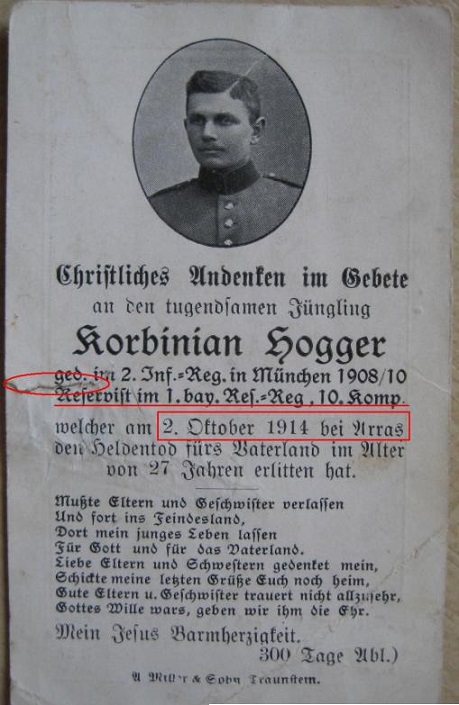 Christliches Andenken im Gebete
an den tugendsamen Jüngling
Korbinian Hogger
ged. im 2. Inf.=Reg. in München 1908/10
Reservist im 1. bay. Res.=Reg., 10. Komp.
welcher am 2. Oktober 1914 bei Arras
den Heldentod fürs Vaterland im Alter
von 27 Jahren erlitten hat.
Mußte Eltern und Geschwister verlassen
Und fort ins Feindesland,
Dort mein junges Leben lassen
Für Gott und für das Vaterland.
Liebe Eltern und Schwestern gedenket mein,
Schickte meine letzten Grüße Euch noch heim,
Gute Eltern u. Geschwister trauert nicht allzusehr,
Gottes Wille wars, geben wir ihm die Ehr.
Mein Jesus Barmherzigkeit.
300 Tage Abl.)
A Miller & Sohn Traunstein.